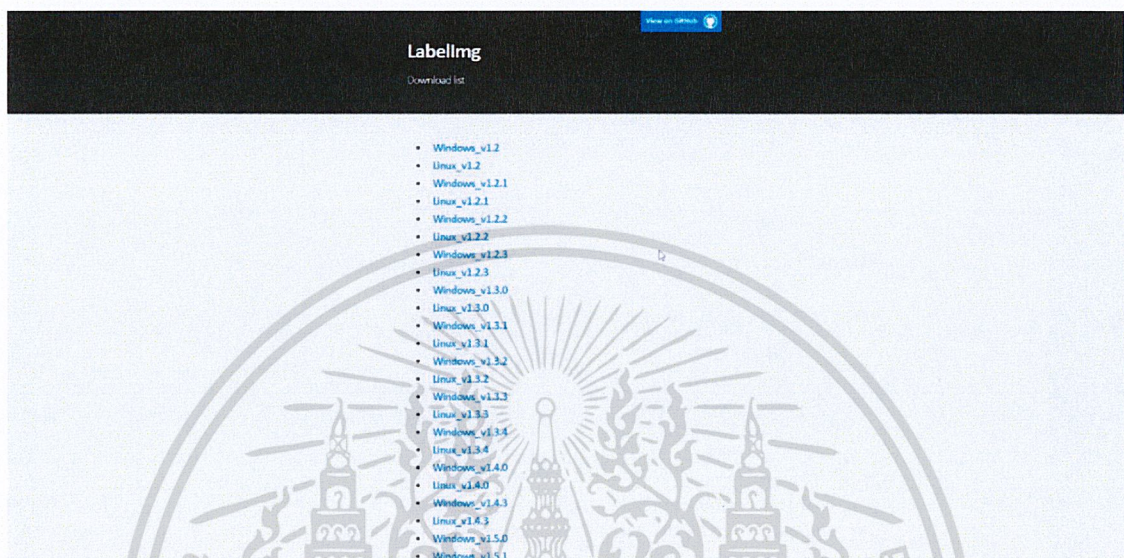 View on GitHub
LabelImg
Download list
Windows_v1.2
Linux_v1.2
Windows_v1.2.1
Linux_v1.2.1
Windows_v1.2.2
Linux_v1.2.2
Windows_v1.2.3
Linux_v1.2.3
Windows_v1.3.0
Linux_v1.3.0
Windows_v1.3.1
Linux_v1.3.1
Windows_v1.3.2
Linux_v1.3.2
Windows_v1.3.3
Linux_v1.3.3
Windows_v1.3.4
Linux_v1.3.4
Windows_v1.4.0
Linux_v1.4.0
Windows_v1.4.3
Linux_v1.4.3
Windows_v1.5.0
Windows_v1.5.1